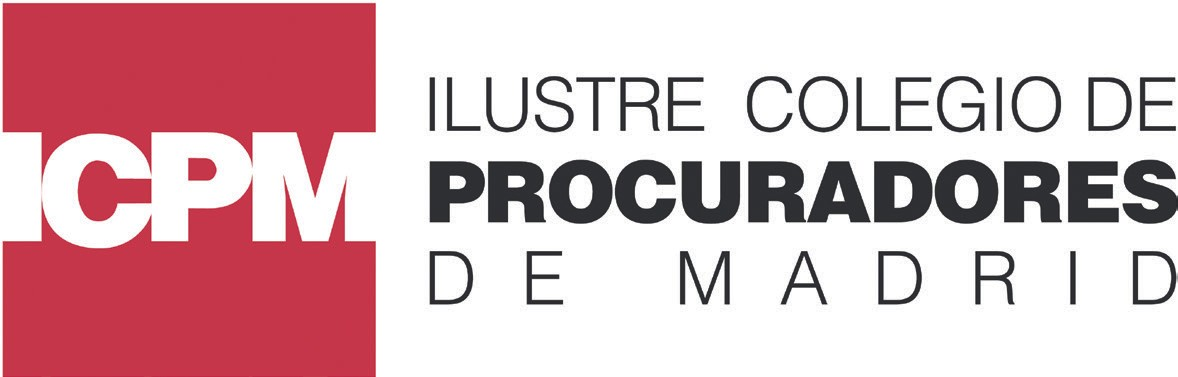 ICPM
ILUSTRE COLEGIO DE
PROCURADORES
DE MADRID